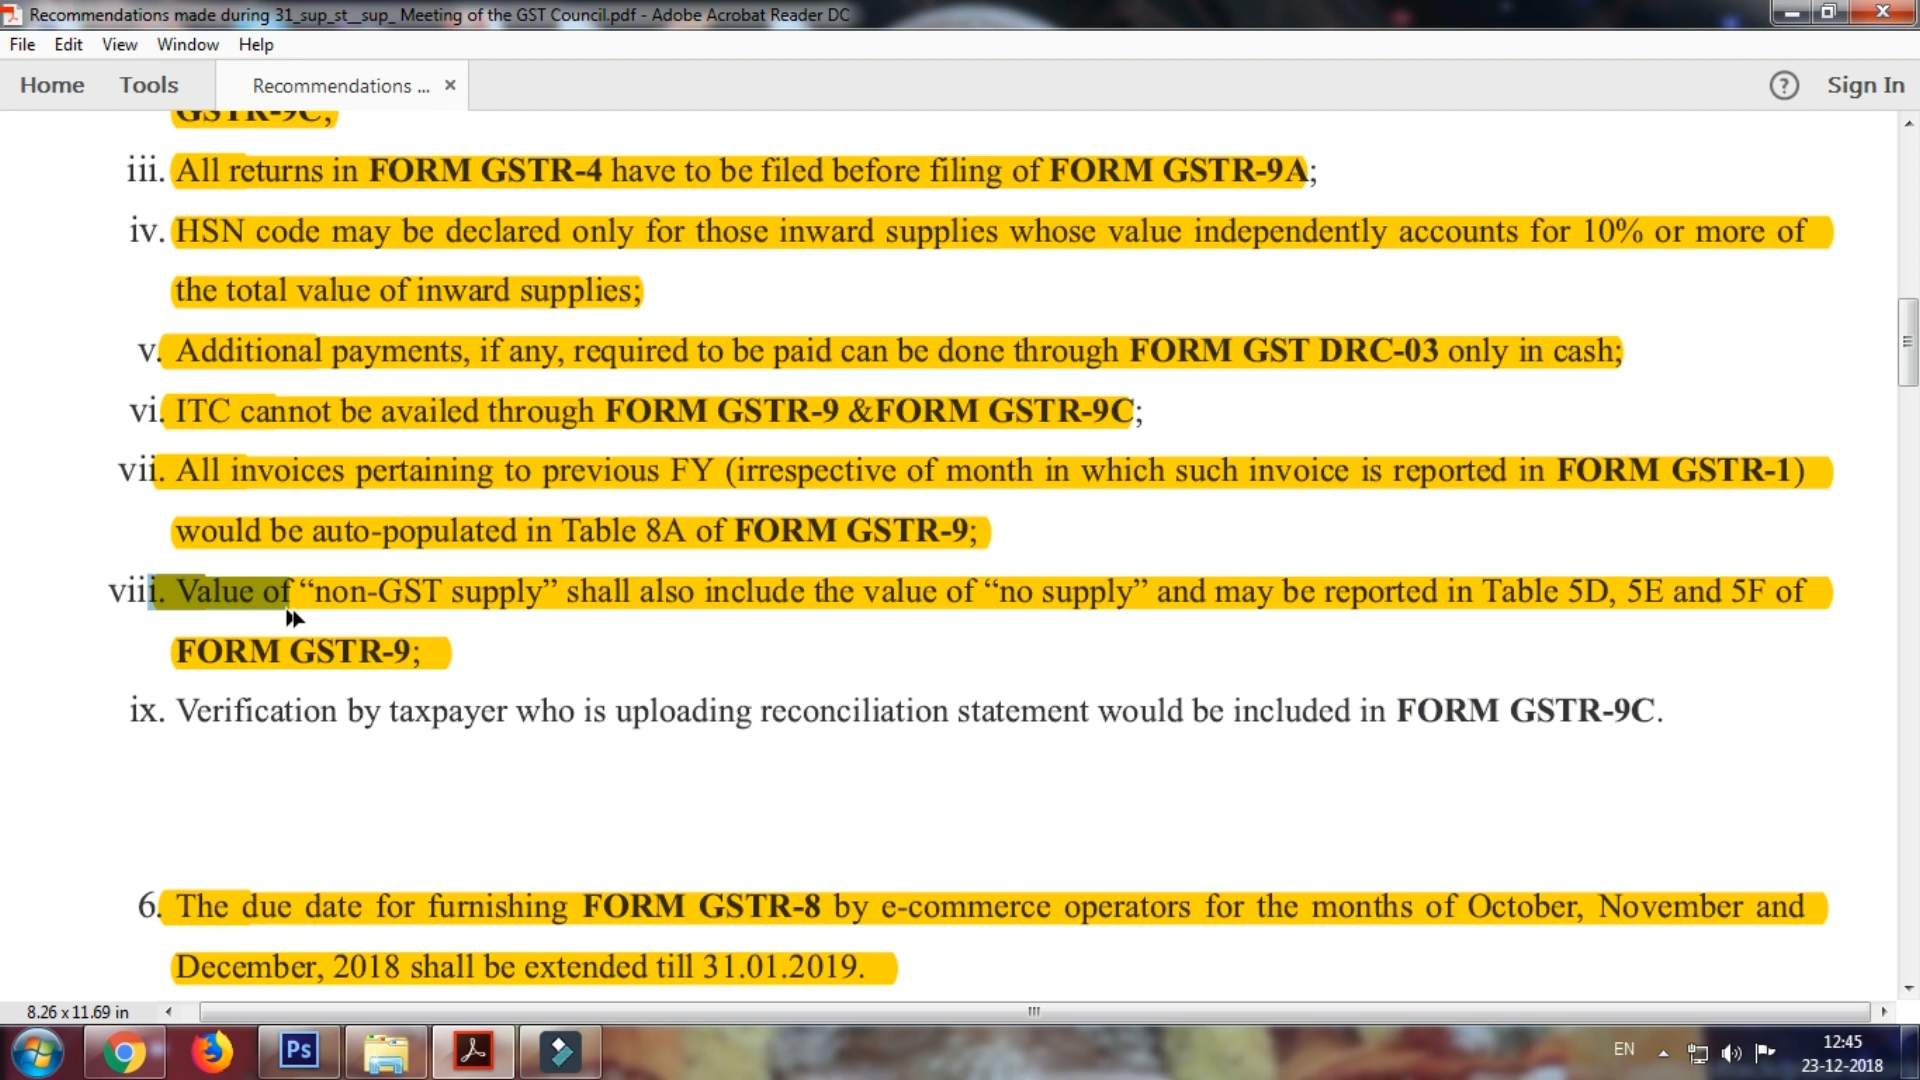 Recommendations made during 31_sup_st__sup_ Meeting of the GST Council.pdf - Adobe Acrobat Reader DC
File Edit View Window Help
Home Tools Recommendations ... × ? Sign In
GSTR-9C;
iii. All returns in FORM GSTR-4 have to be filed before filing of FORM GSTR-9A;
iv. HSN code may be declared only for those inward supplies whose value independently accounts for 10% or more of
the total value of inward supplies;
v. Additional payments, if any, required to be paid can be done through FORM GST DRC-03 only in cash;
vi. ITC cannot be availed through FORM GSTR-9 &FORM GSTR-9C;
vii. All invoices pertaining to previous FY (irrespective of month in which such invoice is reported in FORM GSTR-1)
would be auto-populated in Table 8A of FORM GSTR-9;
viii. Value of “non-GST supply” shall also include the value of “no supply” and may be reported in Table 5D, 5E and 5F of
FORM GSTR-9;
ix. Verification by taxpayer who is uploading reconciliation statement would be included in FORM GSTR-9C.
6. The due date for furnishing FORM GSTR-8 by e-commerce operators for the months of October, November and
December, 2018 shall be extended till 31.01.2019.
8.26 x 11.69 in
Ps
EN 12:45
23-12-2018